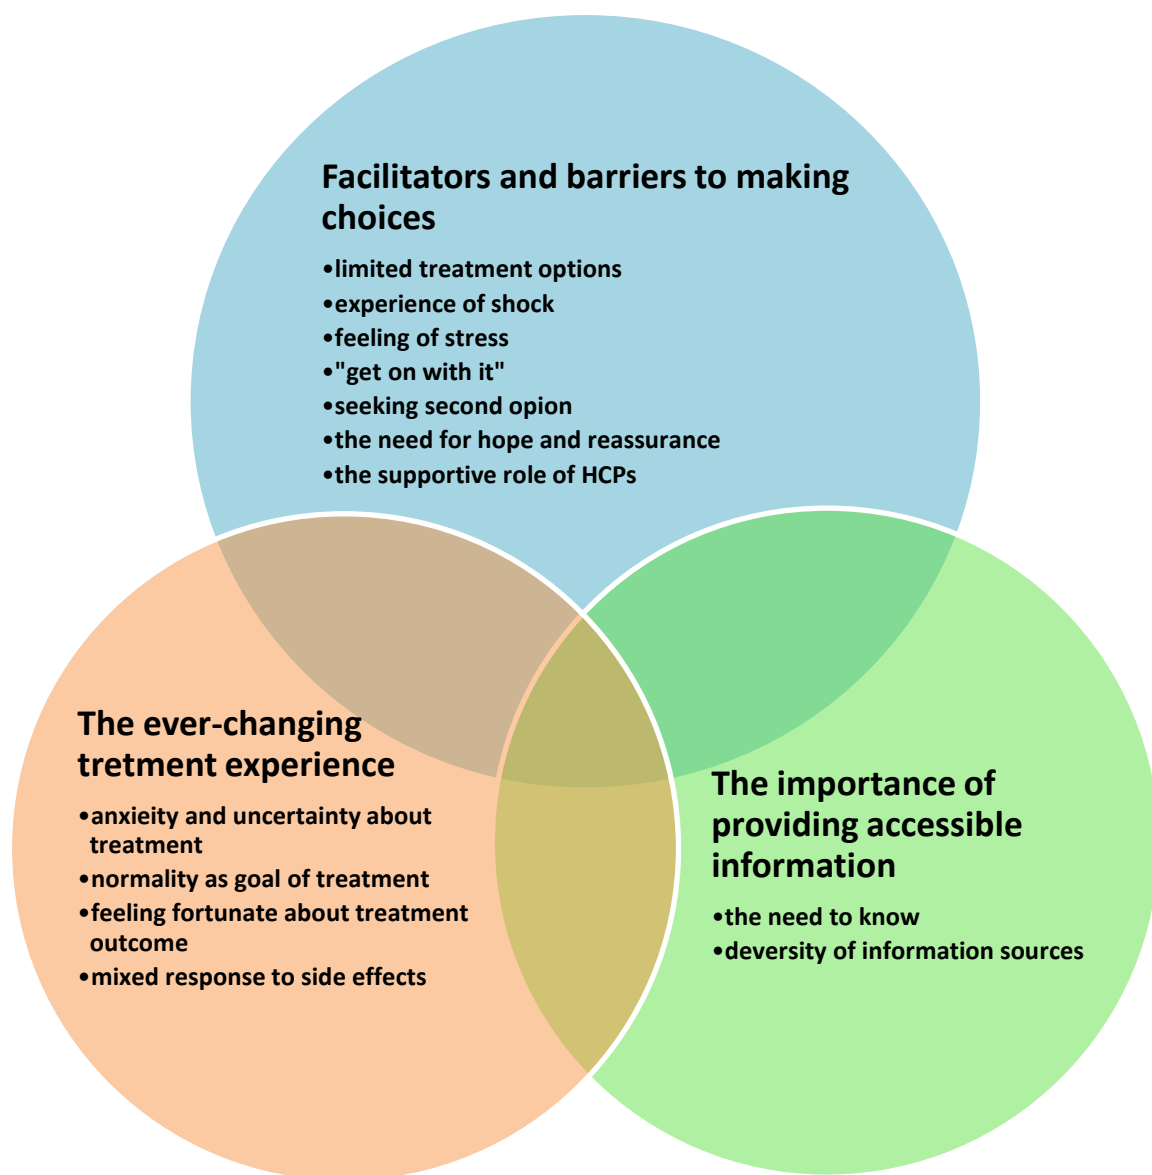 Facilitators and barriers to making
choices
•limited treatment options
•experience of shock
•feeling of stress
•"get on with it"
•seeking second opion
•the need for hope and reassurance
•the supportive role of HCPs
The ever-changing
tretment experience
•anxieity and uncertainty about
treatment
•normality as goal of treatment
•feeling fortunate about treatment
outcome
•mixed response to side effects
The importance of
providing accessible
information
•the need to know
•deversity of information sources